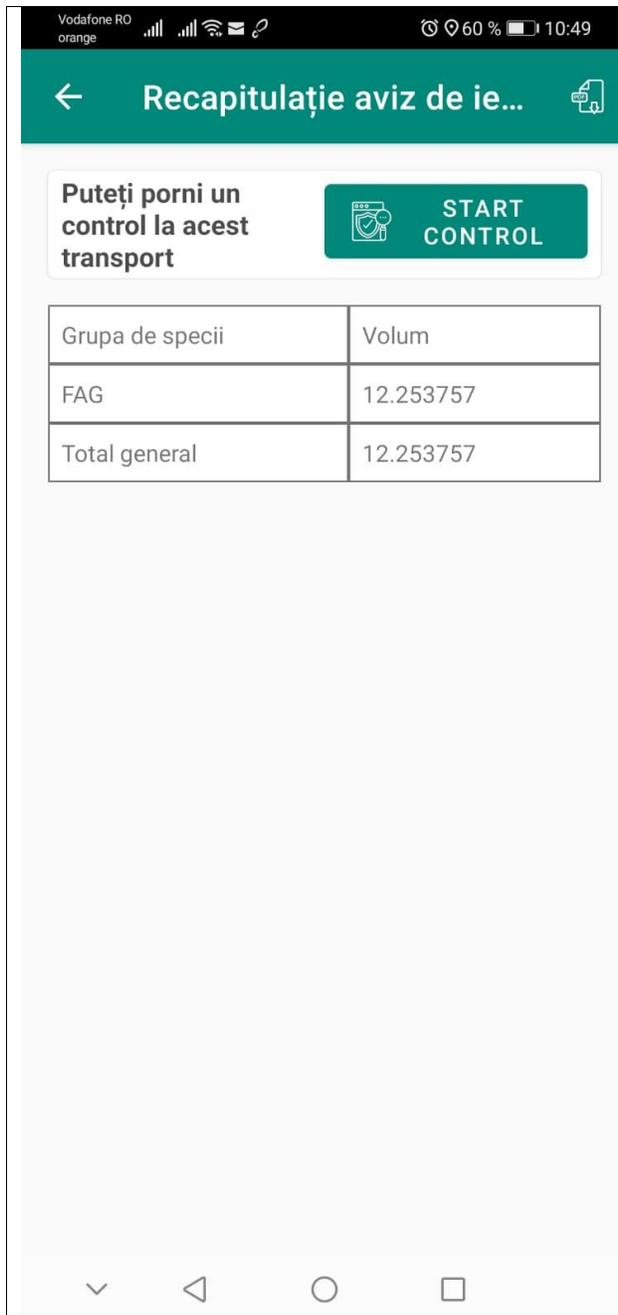 Vodafone RO
orange
60 % 10:49
Recapitulație aviz de ie...
PDF
Puteți porni un
control la acest
transport
START
CONTROL
Grupa de specii Volum
FAG 12.253757
Total general 12.253757